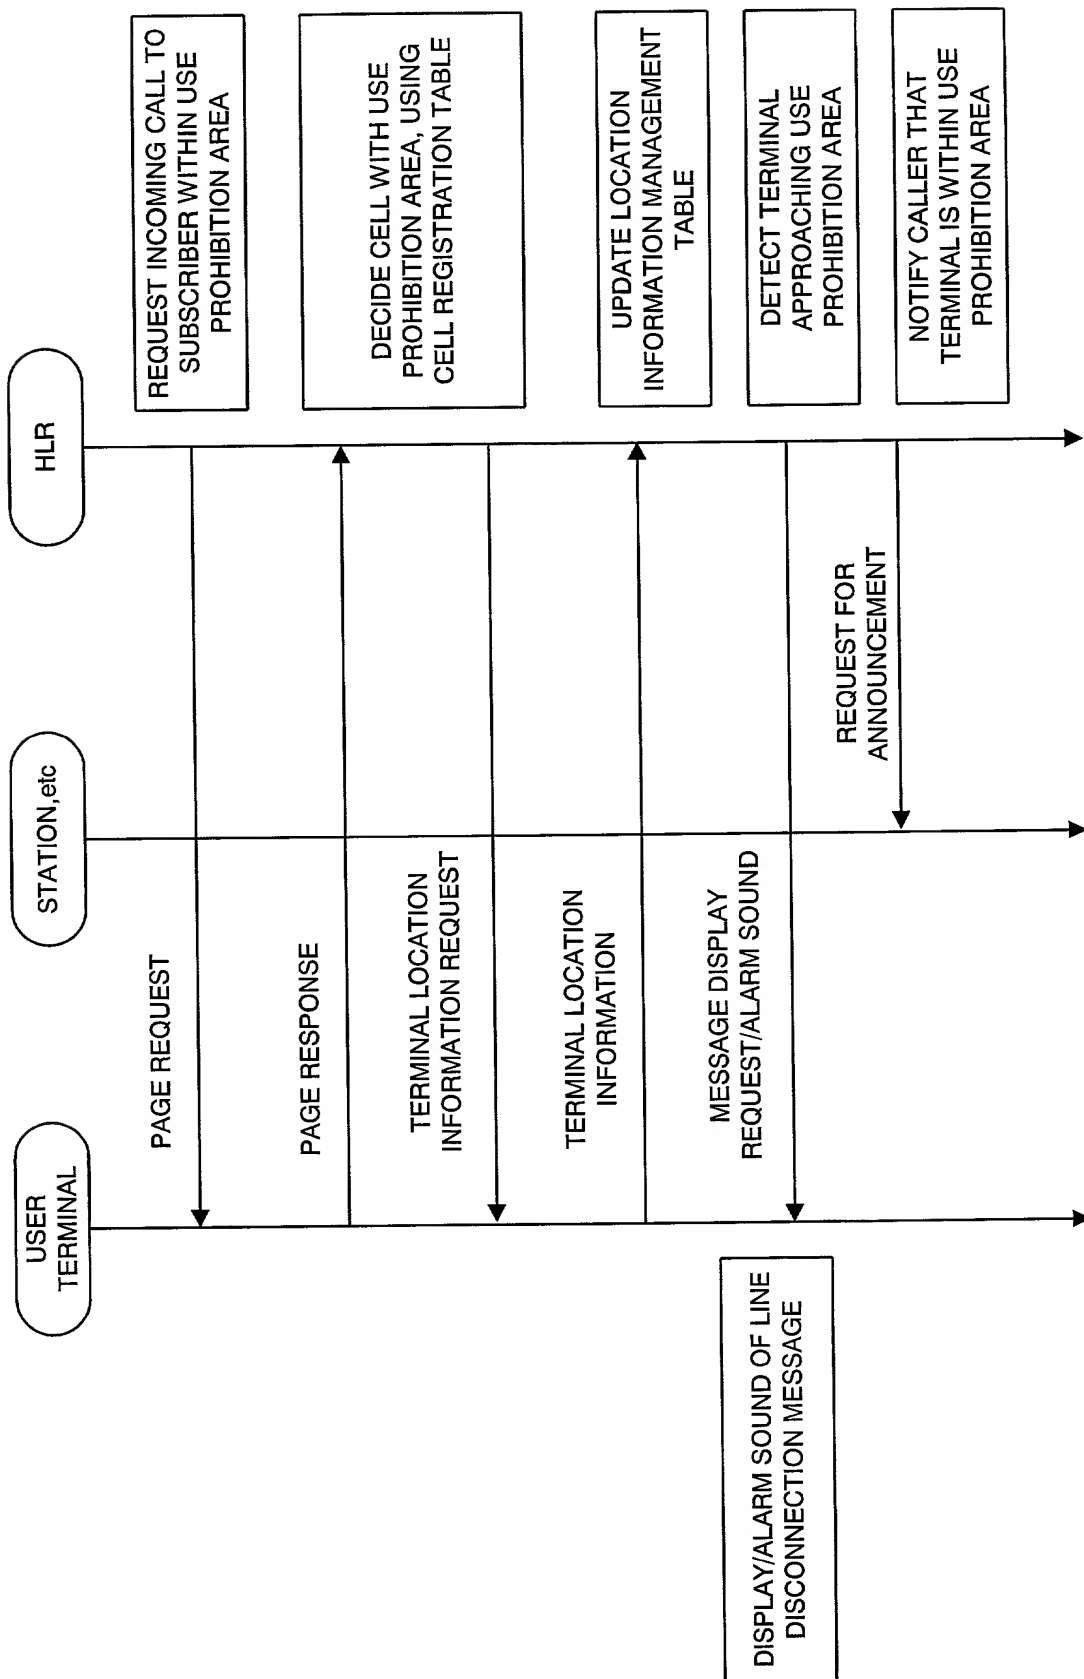 USER
TERMINAL
STATION,etc
HLR
PAGE REQUEST
REQUEST INCOMING CALL TO
SUBSCRIBER WITHIN USE
PROHIBITION AREA
PAGE RESPONSE
DECIDE CELL WITH USE
PROHIBITION AREA, USING
CELL REGISTRATION TABLE
TERMINAL LOCATION
INFORMATION REQUEST
TERMINAL LOCATION
INFORMATION
UPDATE LOCATION
INFORMATION MANAGEMENT
TABLE
DISPLAY/ALARM SOUND OF LINE
DISCONNECTION MESSAGE
MESSAGE DISPLAY
REQUEST/ALARM SOUND
DETECT TERMINAL
APPROACHING USE
PROHIBITION AREA
REQUEST FOR
ANNOUNCEMENT
NOTIFY CALLER THAT
TERMINAL IS WITHIN USE
PROHIBITION AREA